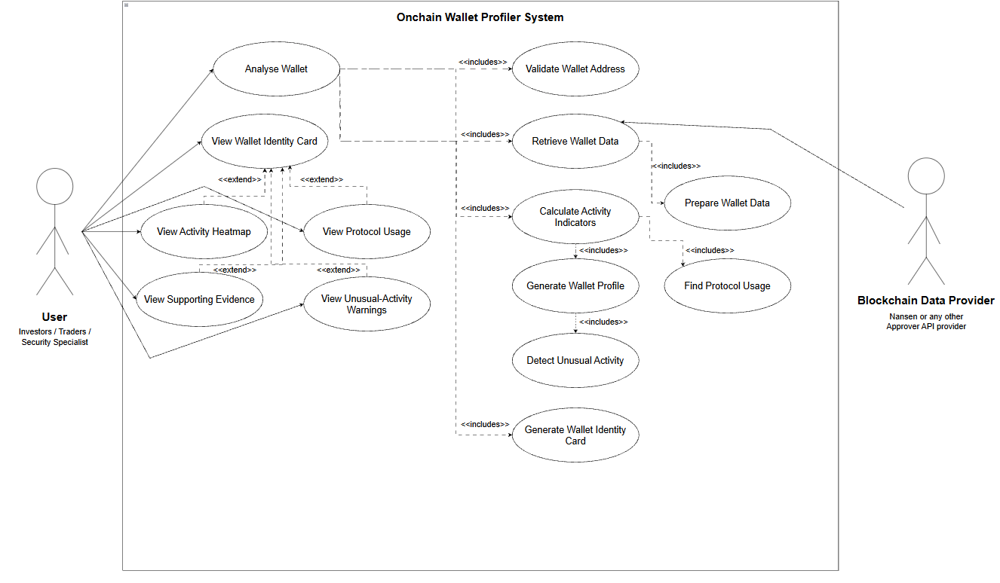 Onchain Wallet Profiler System
Analyse Wallet
<<includes>>
Validate Wallet Address
View Wallet Identity Card
<<includes>>
Retrieve Wallet Data
<<includes>>
<<extend>>
<<extend>>
Prepare Wallet Data
<<includes>>
Calculate Activity
Indicators
View Activity Heatmap
View Protocol Usage
<<includes>>
<<includes>>
<<extend>>
<<extend>>
Generate Wallet Profile
Find Protocol Usage
View Supporting Evidence
View Unusual-Activity
Warnings
<<includes>>
Detect Unusual Activity
<<includes>>
Generate Wallet Identity
Card
User
Investors / Traders /
Security Specialist
Blockchain Data Provider
Nansen or any other
Approver API provider